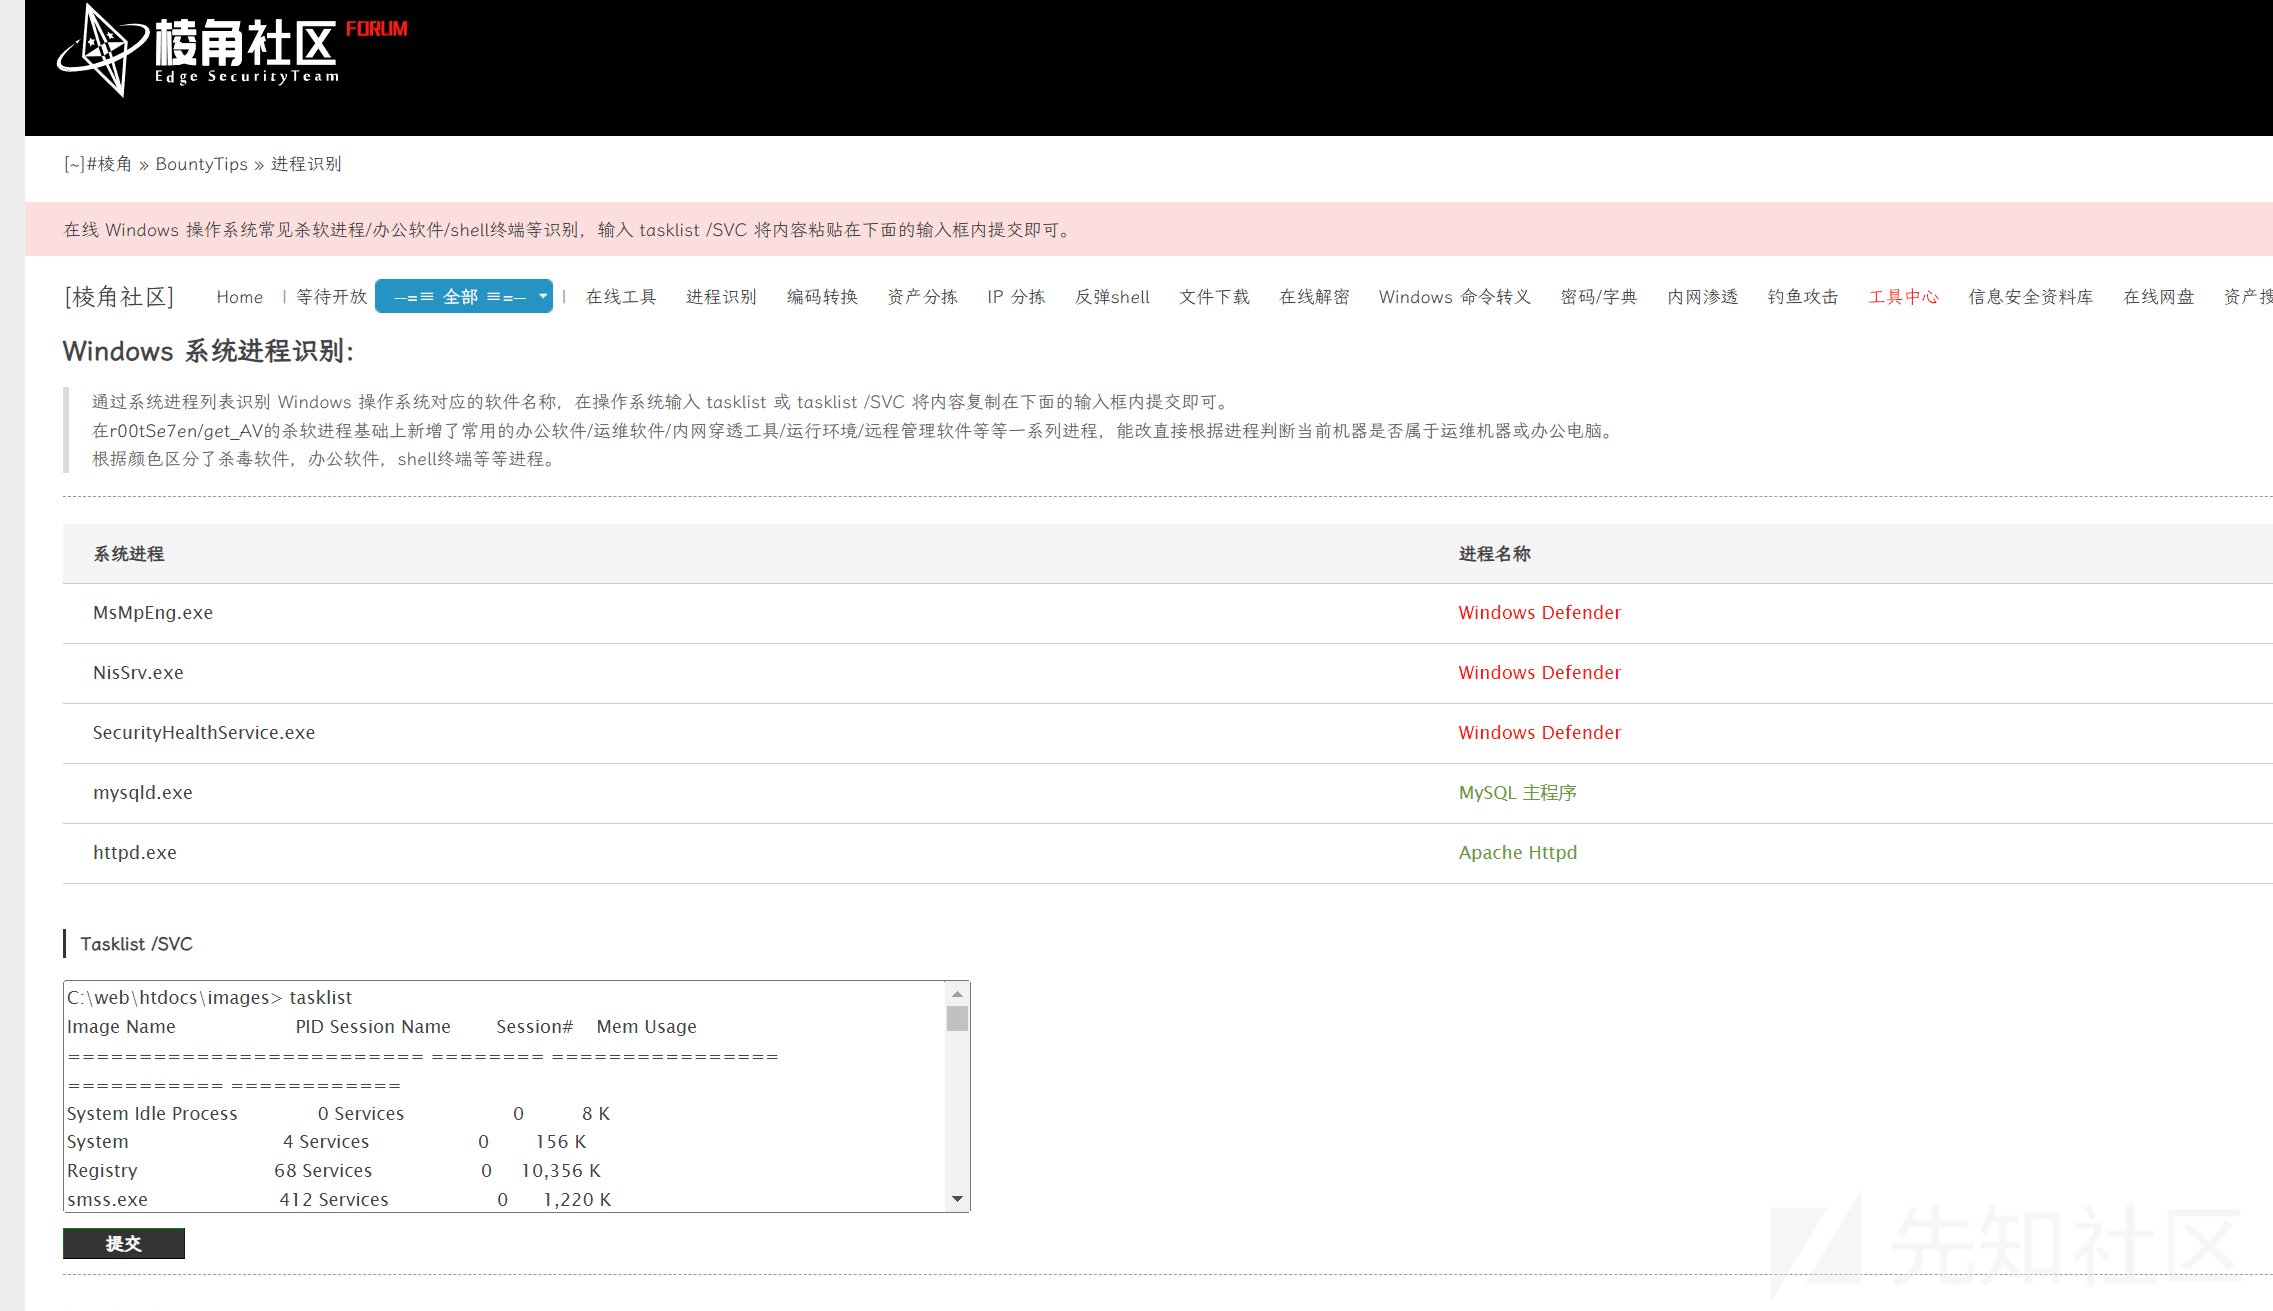 棱角社区 FORUM
Edge SecurityTeam
[~]#棱角 » BountyTips » 进程识别
在线 Windows 操作系统常见杀软进程/办公软件/shell终端等识别，输入 tasklist /SVC 将内容粘贴在下面的输入框内提交即可。
[棱角社区] Home | 等待开放 —=≡ 全部 ≡=— | 在线工具 进程识别 编码转换 资产分拣 IP 分拣 反弹shell 文件下载 在线解密 Windows 命令转义 密码/字典 内网渗透 钓鱼攻击 工具中心 信息安全资料库 在线网盘 资产搜
Windows 系统进程识别:
通过系统进程列表识别 Windows 操作系统对应的软件名称，在操作系统输入 tasklist 或 tasklist /SVC 将内容复制在下面的输入框内提交即可。
在r00tSe7en/get_AV的杀软进程基础上新增了常用的办公软件/运维软件/内网穿透工具/运行环境/远程管理软件等等一系列进程，能改直接根据进程判断当前机器是否属于运维机器或办公电脑。
根据颜色区分了杀毒软件，办公软件，shell终端等等进程。
系统进程 进程名称
MsMpEng.exe Windows Defender
NisSrv.exe Windows Defender
SecurityHealthService.exe Windows Defender
mysqld.exe MySQL 主程序
httpd.exe Apache Httpd
Tasklist /SVC
C:\web\htdocs\images> tasklist
Image Name PID Session Name Session# Mem Usage
========================= ======== ================
=========== ============
System Idle Process 0 Services 0 8 K
System 4 Services 0 156 K
Registry 68 Services 0 10,356 K
smss.exe 412 Services 0 1,220 K
提交
先知社区